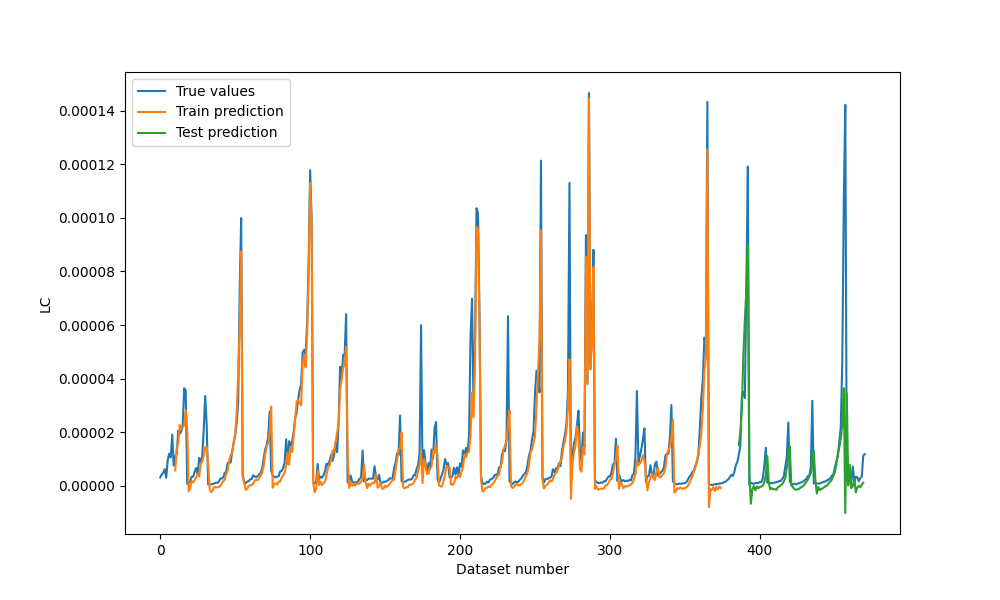 True values
Train prediction
Test prediction
0.00014
0.00012
0.00010
0.00008
0.00006
0.00004
0.00002
0.00000
LC
0 100 200 300 400
Dataset number